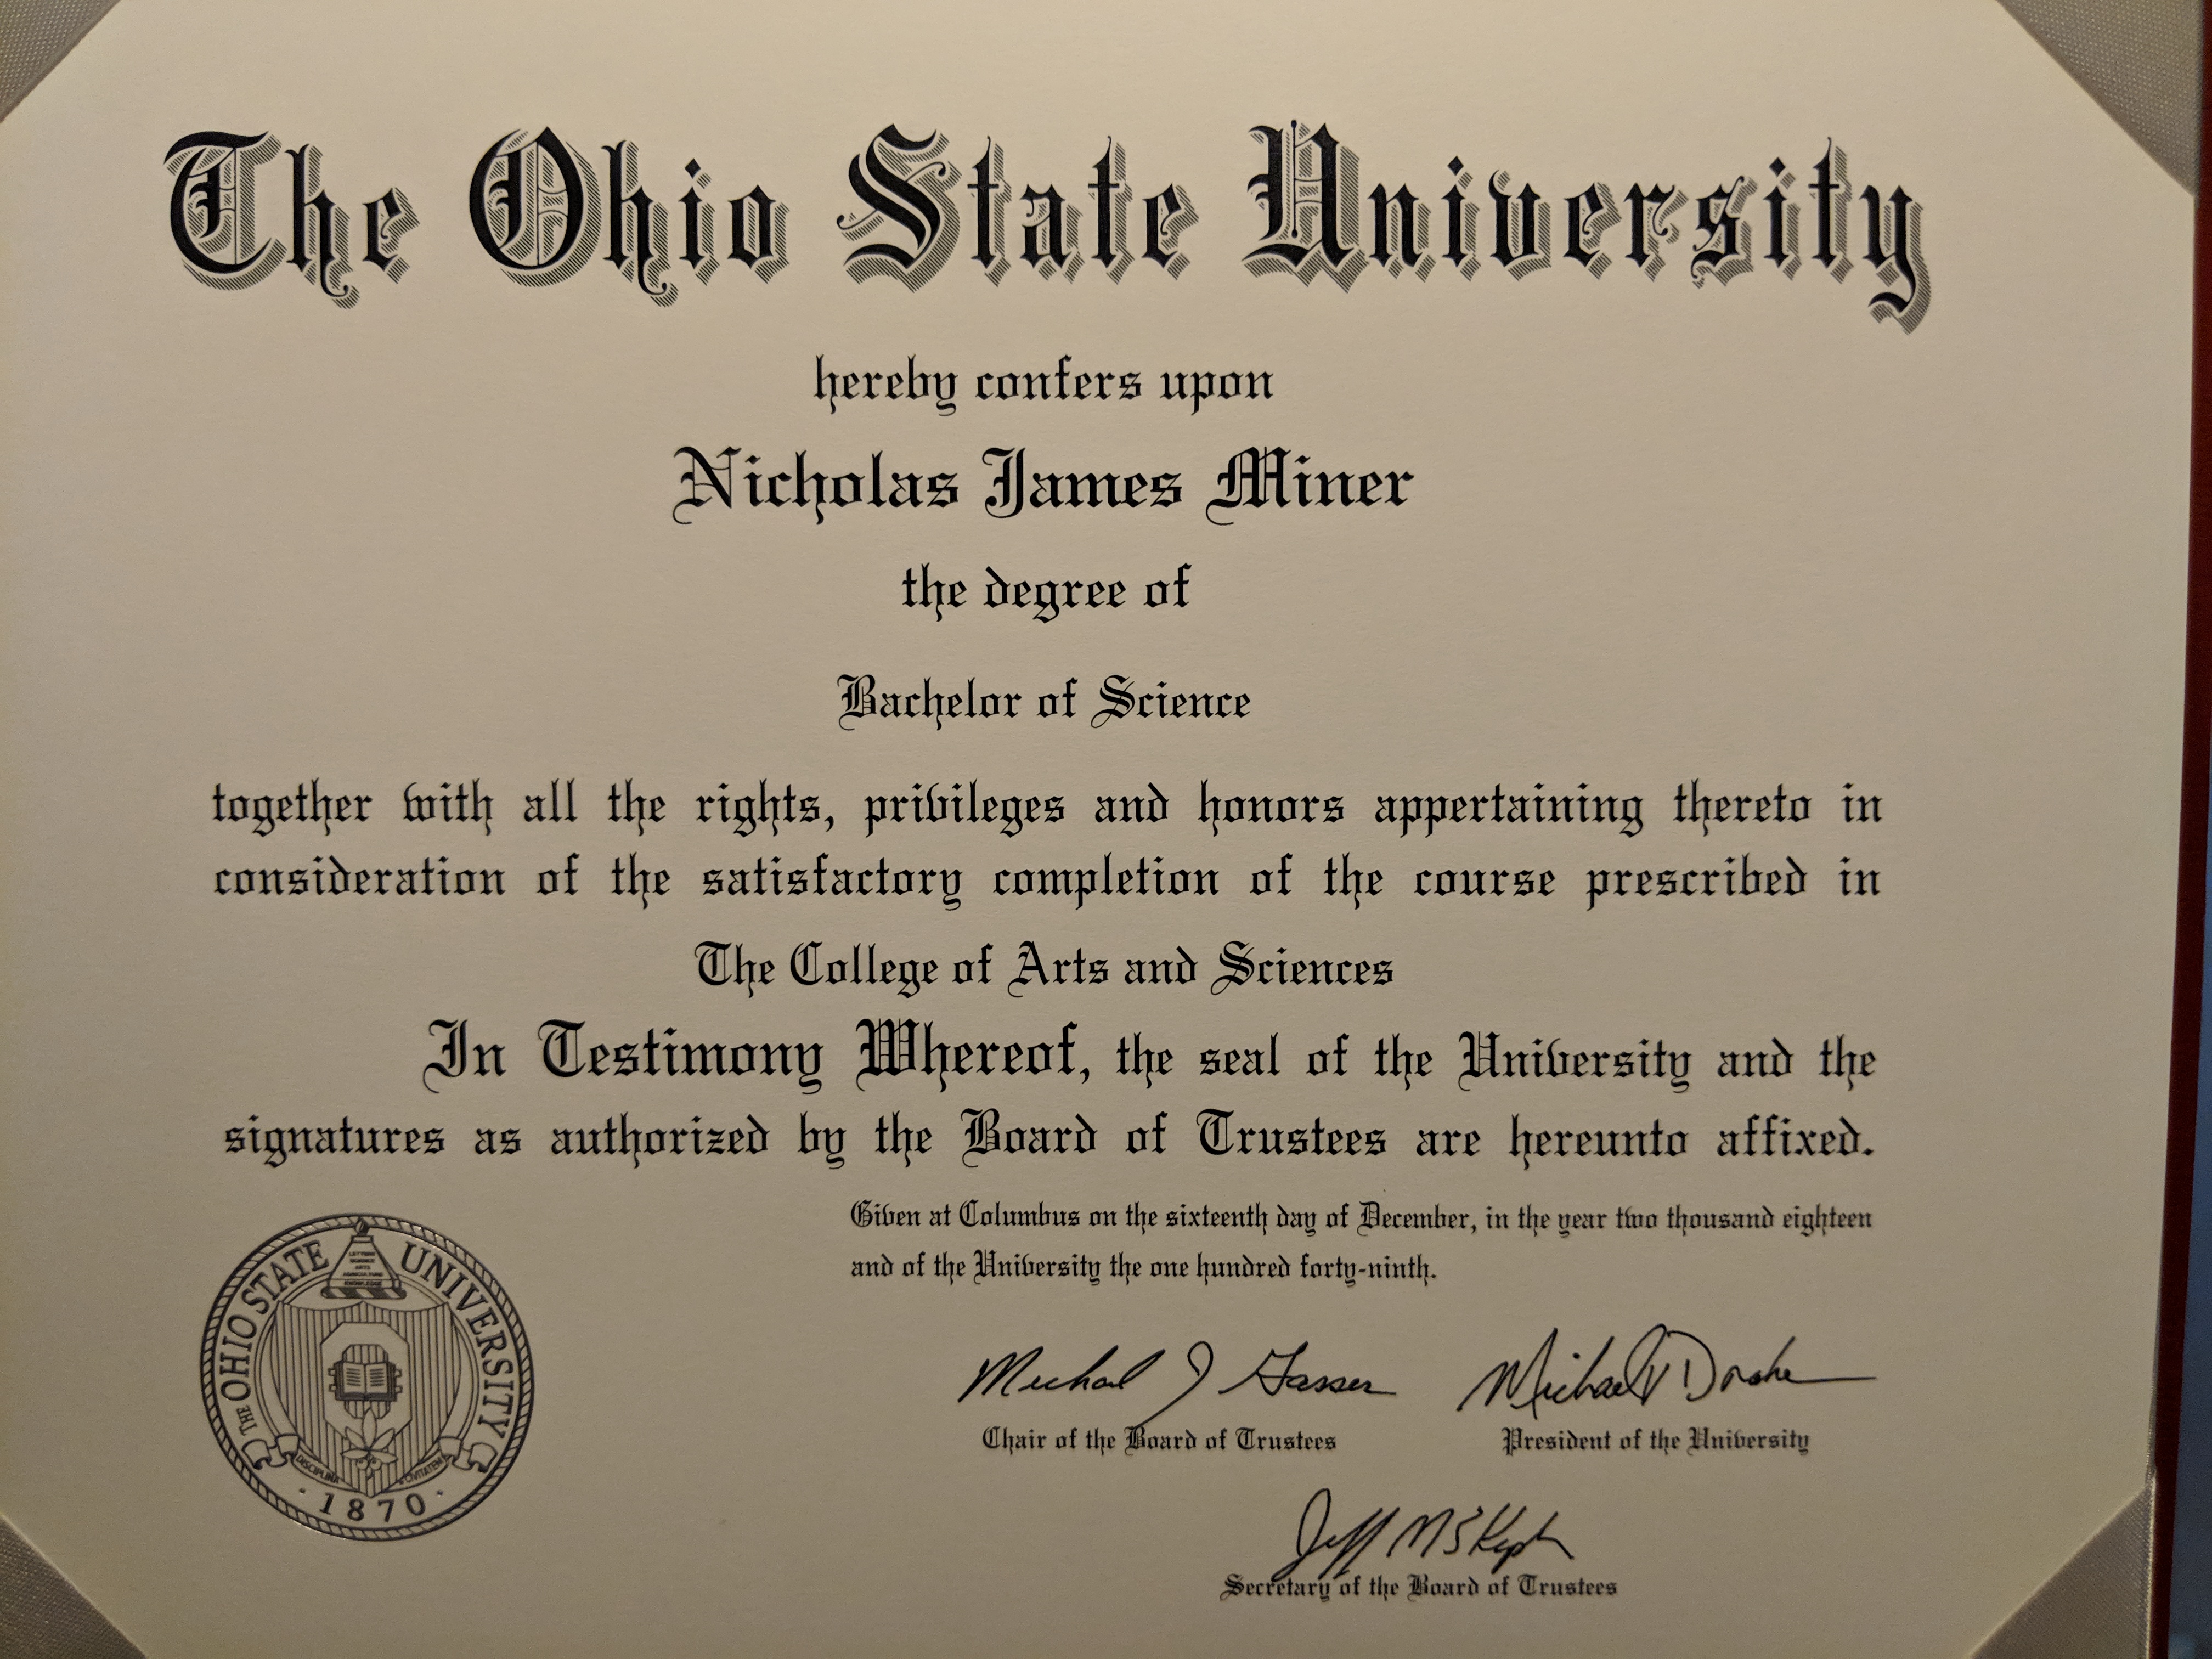 The Ohio State University
hereby confers upon
Nicholas James Miner
the degree of
Bachelor of Science
together with all the rights, privileges and honors appertaining thereto in
consideration of the satisfactory completion of the course prescribed in
The College of Arts and Sciences
In Testimony Whereof, the seal of the University and the
signatures as authorized by the Board of Trustees are hereunto affixed.
Given at Columbus on the sixteenth day of December, in the year two thousand eighteen
and of the University the one hundred forty-ninth.
THE OHIO STATE UNIVERSITY
DISCIPLINA
CIVITATEM
· 1870 ·
Michael J Gasser
Michael V Drake
Chair of the Board of Trustees
President of the University
Jeff
Secretary of the Board of Trustees